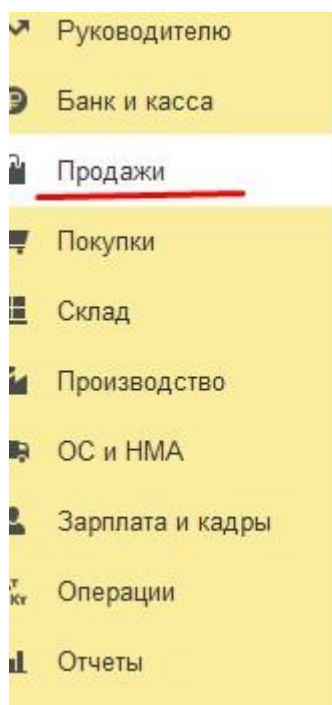 Руководителю
Банк и касса
Продажи
Покупки
Склад
Производство
ОС и НМА
Зарплата и кадры
Операции
Отчеты